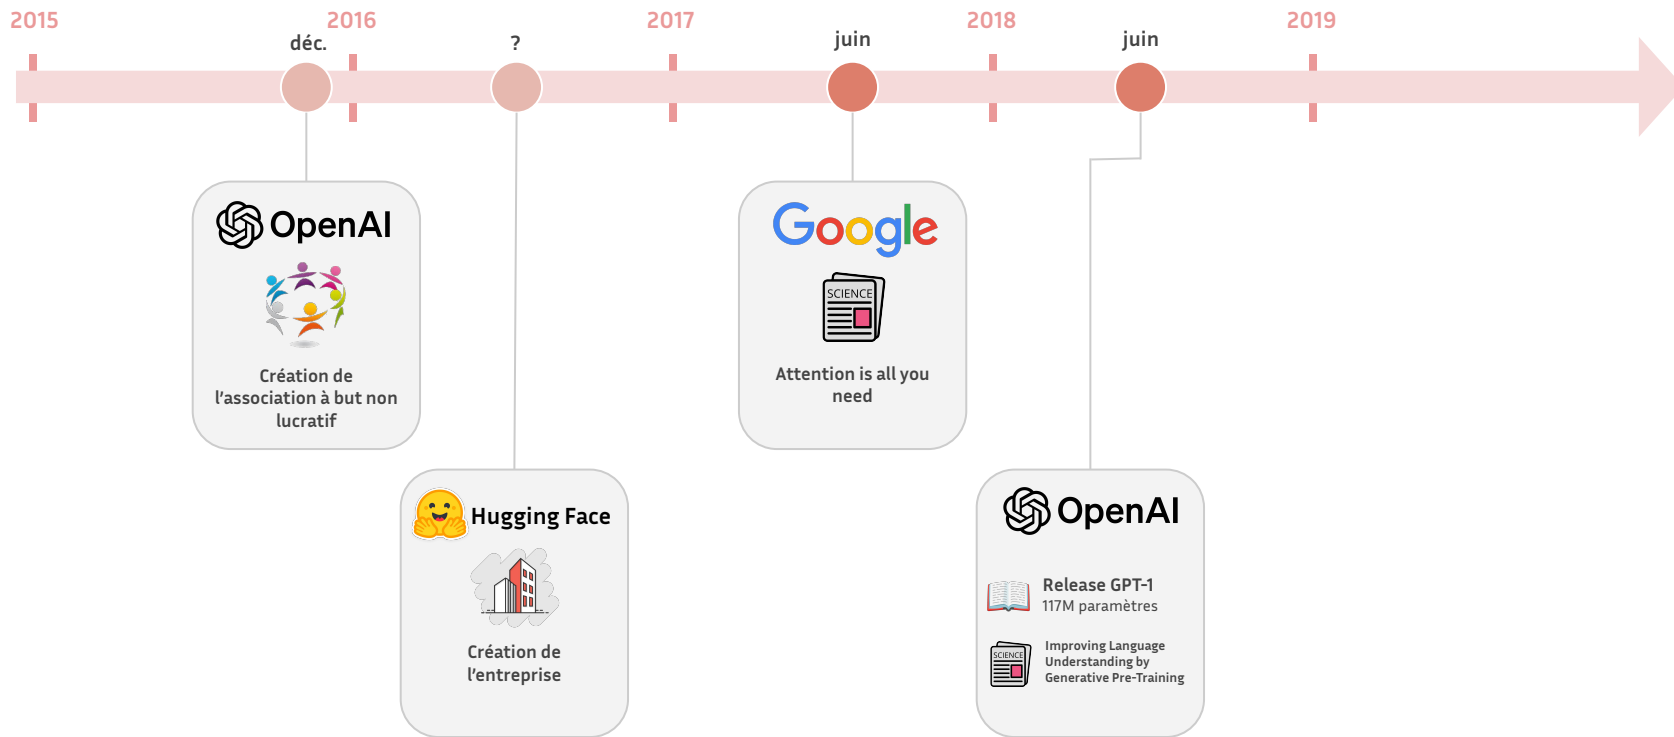 2015
2016
2017
2018
2019
déc.
?
juin
juin
OpenAI
Création de
l'association à but non
lucratif
Hugging Face
Création de
l'entreprise
Google
SCIENCE
Attention is all you
need
OpenAI
Release GPT-1
117M paramètres
SCIENCE
Improving Language
Understanding by
Generative Pre-Training